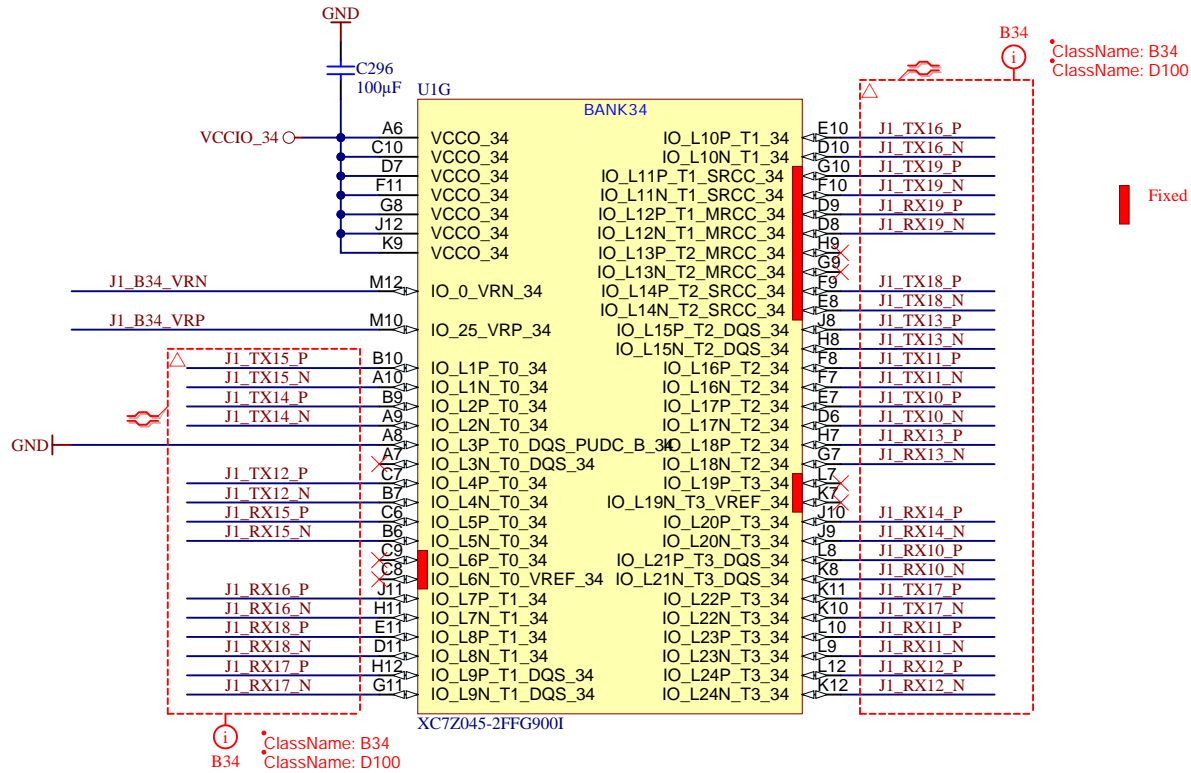 GND
C296
100µF
U1G
BANK34
B34
i
ClassName: B34
ClassName: D100
Fixed
VCCIO_34
A6 VCCO_34
C10 VCCO_34
D7 VCCO_34
F11 VCCO_34
G8 VCCO_34
J12 VCCO_34
K9 VCCO_34
J1_B34_VRN M12 IO_0_VRN_34
J1_B34_VRP M10 IO_25_VRP_34
J1_TX15_P B10 IO_L1P_T0_34
J1_TX15_N A10 IO_L1N_T0_34
J1_TX14_P B9 IO_L2P_T0_34
J1_TX14_N A9 IO_L2N_T0_34
GND A8 IO_L3P_T0_DQS_PUDC_B_34
A7 IO_L3N_T0_DQS_34
J1_TX12_P C7 IO_L4P_T0_34
J1_TX12_N B7 IO_L4N_T0_34
J1_RX15_P C6 IO_L5P_T0_34
J1_RX15_N B6 IO_L5N_T0_34
C9 IO_L6P_T0_34
C8 IO_L6N_T0_VREF_34
J1_RX16_P J11 IO_L7P_T1_34
J1_RX16_N H11 IO_L7N_T1_34
J1_RX18_P E11 IO_L8P_T1_34
J1_RX18_N D11 IO_L8N_T1_34
J1_RX17_P H12 IO_L9P_T1_DQS_34
J1_RX17_N G11 IO_L9N_T1_DQS_34
IO_L10P_T1_34 E10 J1_TX16_P
IO_L10N_T1_34 D10 J1_TX16_N
IO_L11P_T1_SRCC_34 G10 J1_TX19_P
IO_L11N_T1_SRCC_34 F10 J1_TX19_N
IO_L12P_T1_MRCC_34 D9 J1_RX19_P
IO_L12N_T1_MRCC_34 D8 J1_RX19_N
IO_L13P_T2_MRCC_34 H9
IO_L13N_T2_MRCC_34 G9
IO_L14P_T2_SRCC_34 F9 J1_TX18_P
IO_L14N_T2_SRCC_34 E8 J1_TX18_N
IO_L15P_T2_DQS_34 J8 J1_TX13_P
IO_L15N_T2_DQS_34 H8 J1_TX13_N
IO_L16P_T2_34 F8 J1_TX11_P
IO_L16N_T2_34 F7 J1_TX11_N
IO_L17P_T2_34 E7 J1_TX10_P
IO_L17N_T2_34 D6 J1_TX10_N
IO_L18P_T2_34 H7 J1_RX13_P
IO_L18N_T2_34 G7 J1_RX13_N
IO_L19P_T3_34 L7
IO_L19N_T3_VREF_34 K7
IO_L20P_T3_34 J10 J1_RX14_P
IO_L20N_T3_34 J9 J1_RX14_N
IO_L21P_T3_DQS_34 L8 J1_RX10_P
IO_L21N_T3_DQS_34 K8 J1_RX10_N
IO_L22P_T3_34 K11 J1_TX17_P
IO_L22N_T3_34 K10 J1_TX17_N
IO_L23P_T3_34 L10 J1_RX11_P
IO_L23N_T3_34 L9 J1_RX11_N
IO_L24P_T3_34 L12 J1_RX12_P
IO_L24N_T3_34 K12 J1_RX12_N
XC7Z045-2FFG900I
i
B34
ClassName: B34
ClassName: D100